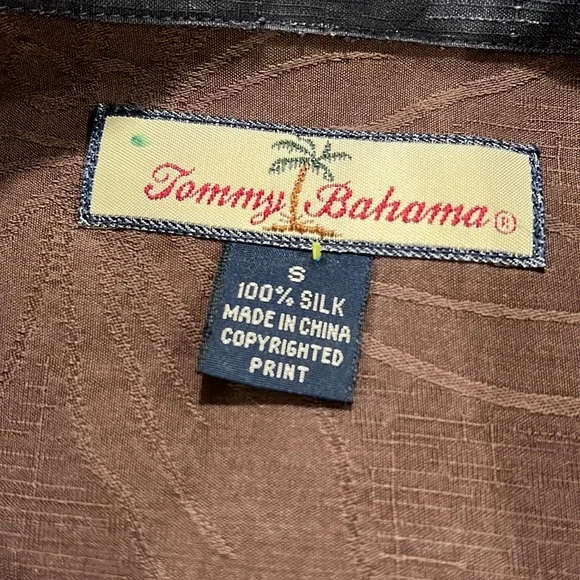 Tommy Bahama®
S
100% SILK
MADE IN CHINA
COPYRIGHTED
PRINT